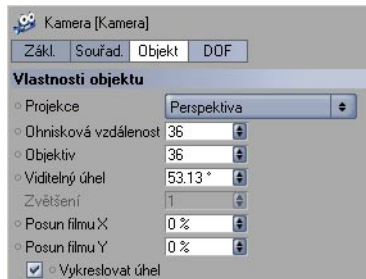 Kamera [Kamera]
Zákl. Souřad. Objekt DOF
Vlastnosti objektu
Projekce Perspektiva
Ohnisková vzdálenost 36
Objektiv 36
Viditelný úhel 53.13 °
Zvětšení 1
Posun filmu X 0 %
Posun filmu Y 0 %
Vykreslovat úhel